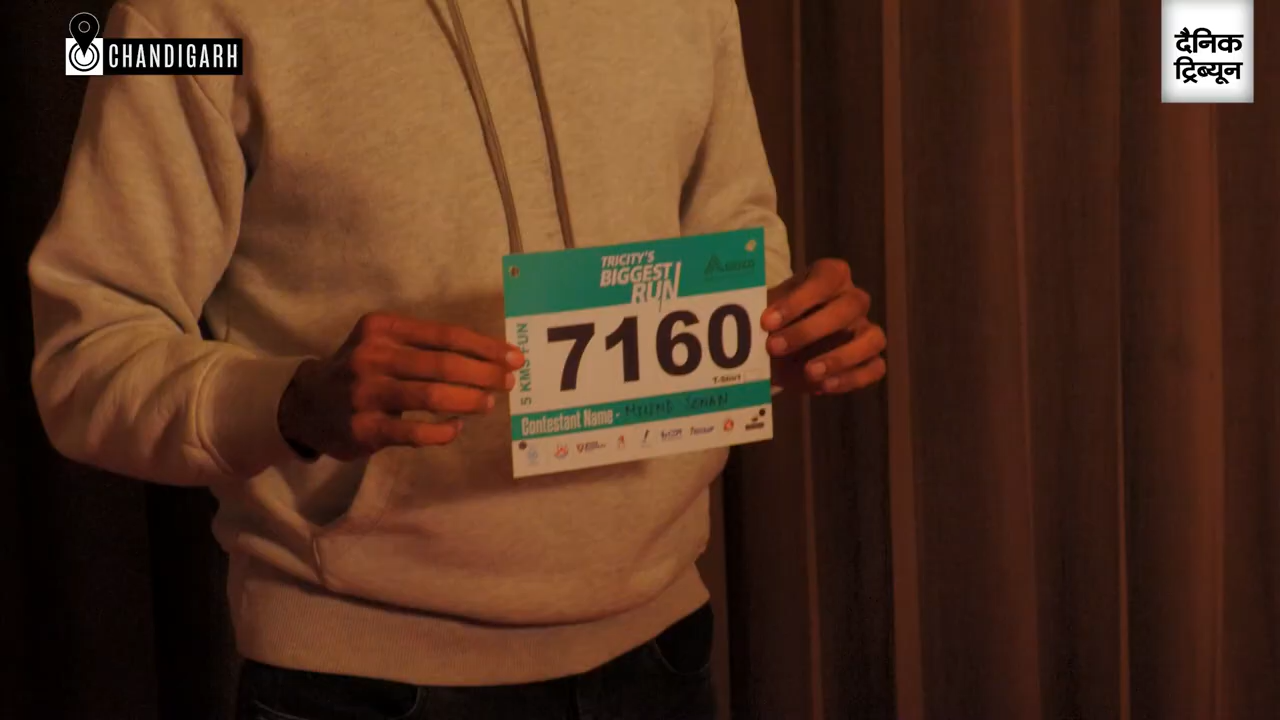 CHANDIGARH
दैनिक
ट्रिब्यून
TRICITY'S
BIGGEST
RUN
5 KMS FUN
7160
T-Shirt
Contestant Name -